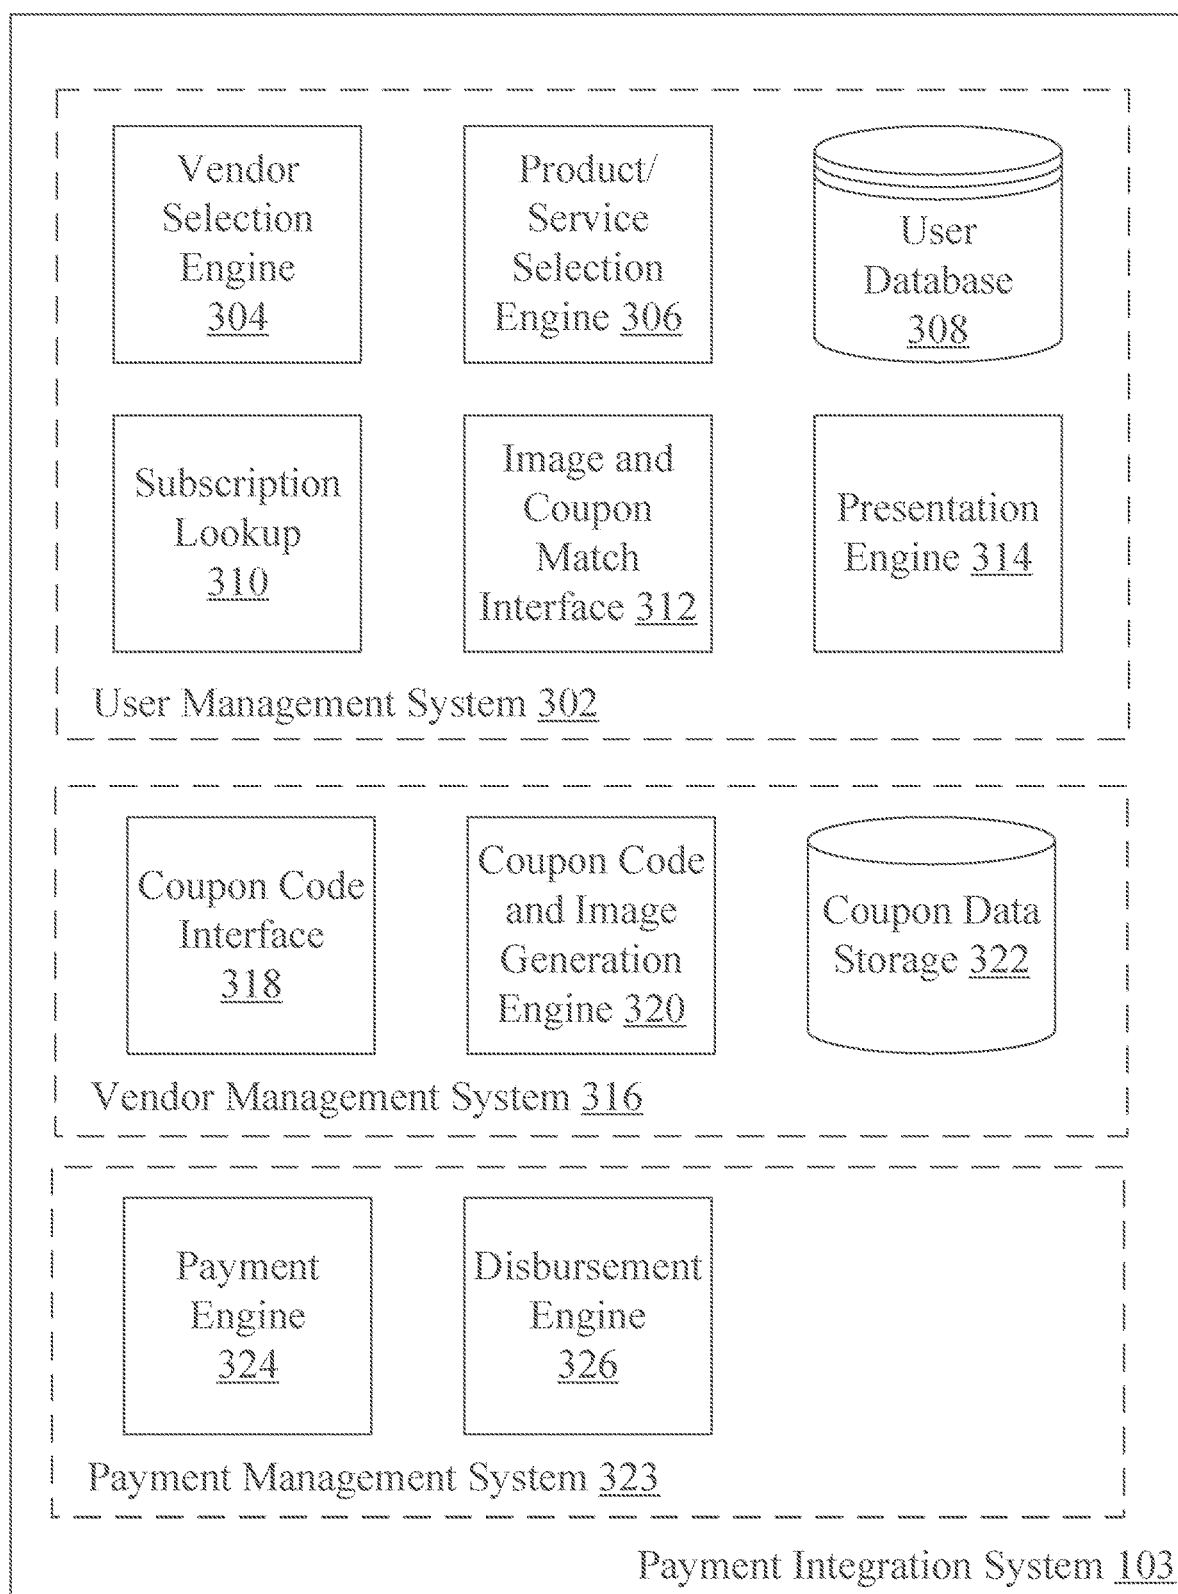 Vendor
Selection
Engine
304
Product/
Service
Selection
Engine 306
User
Database
308
Subscription
Lookup
310
Image and
Coupon
Match
Interface 312
Presentation
Engine 314
User Management System 302
Coupon Code
Interface
318
Coupon Code
and Image
Generation
Engine 320
Coupon Data
Storage 322
Vendor Management System 316
Payment
Engine
324
Disbursement
Engine
326
Payment Management System 323
Payment Integration System 103